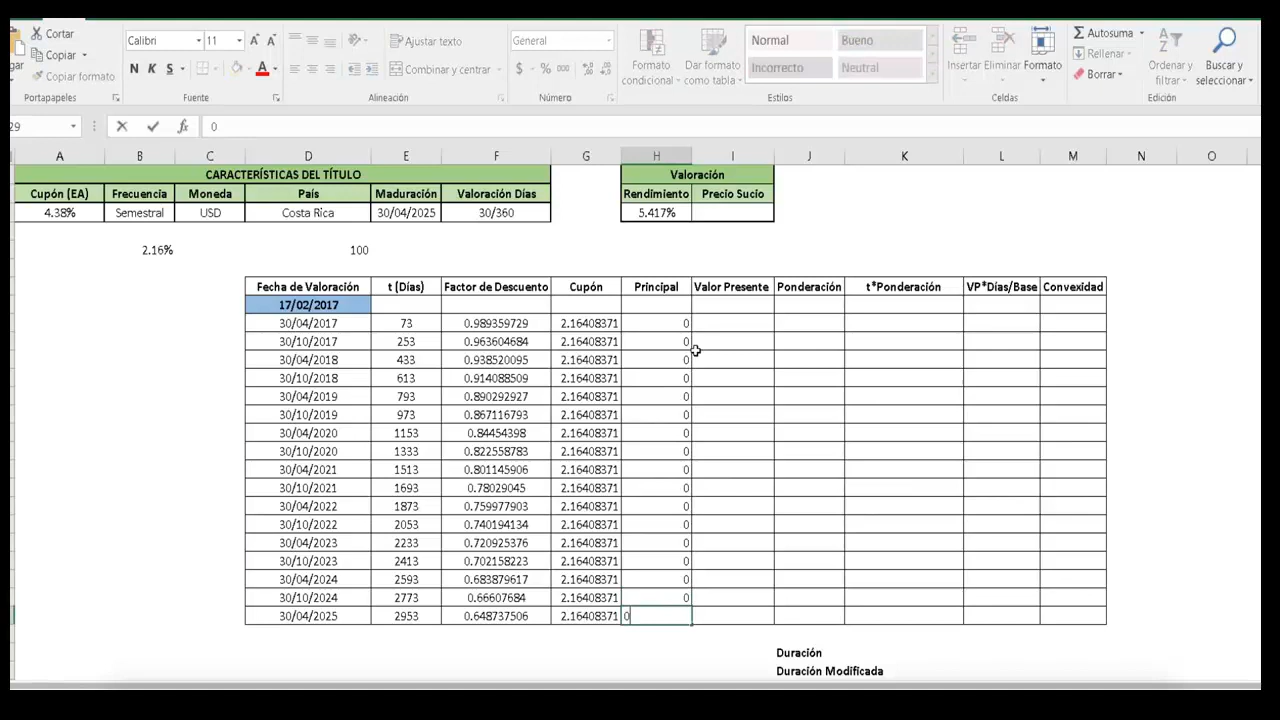 Cortar
Copiar
Copiar formato
gar
Portapapeles
Calibri 11
N K S
A
Fuente
Ajustar texto
Combinar y centrar
Alineación
General
$ % 000
Número
Formato condicional
Dar formato como tabla
Normal Bueno
Incorrecto Neutral
Estilos
Insertar Eliminar Formato
Celdas
Autosuma
Rellenar
Borrar
Ordenar y filtrar
Buscar y seleccionar
Edición
29 fx 0
A B C D E F G H I J K L M N O
CARACTERÍSTICAS DEL TÍTULO Valoración
Cupón (EA) Frecuencia Moneda País Maduración Valoración Días Rendimiento Precio Sucio
4.38% Semestral USD Costa Rica 30/04/2025 30/360 5.417%
2.16% 100
Fecha de Valoración t (Días) Factor de Descuento Cupón Principal Valor Presente Ponderación t*Ponderación VP*Días/Base Convexidad
17/02/2017
30/04/2017 73 0.989359729 2.16408371 0
30/10/2017 253 0.963604684 2.16408371 0
30/04/2018 433 0.938520095 2.16408371 0
30/10/2018 613 0.914088509 2.16408371 0
30/04/2019 793 0.890292927 2.16408371 0
30/10/2019 973 0.867116793 2.16408371 0
30/04/2020 1153 0.84454398 2.16408371 0
30/10/2020 1333 0.822558783 2.16408371 0
30/04/2021 1513 0.801145906 2.16408371 0
30/10/2021 1693 0.78029045 2.16408371 0
30/04/2022 1873 0.759977903 2.16408371 0
30/10/2022 2053 0.740194134 2.16408371 0
30/04/2023 2233 0.720925376 2.16408371 0
30/10/2023 2413 0.702158223 2.16408371 0
30/04/2024 2593 0.683879617 2.16408371 0
30/10/2024 2773 0.66607684 2.16408371 0
30/04/2025 2953 0.648737506 2.16408371 0
Duración
Duración Modificada